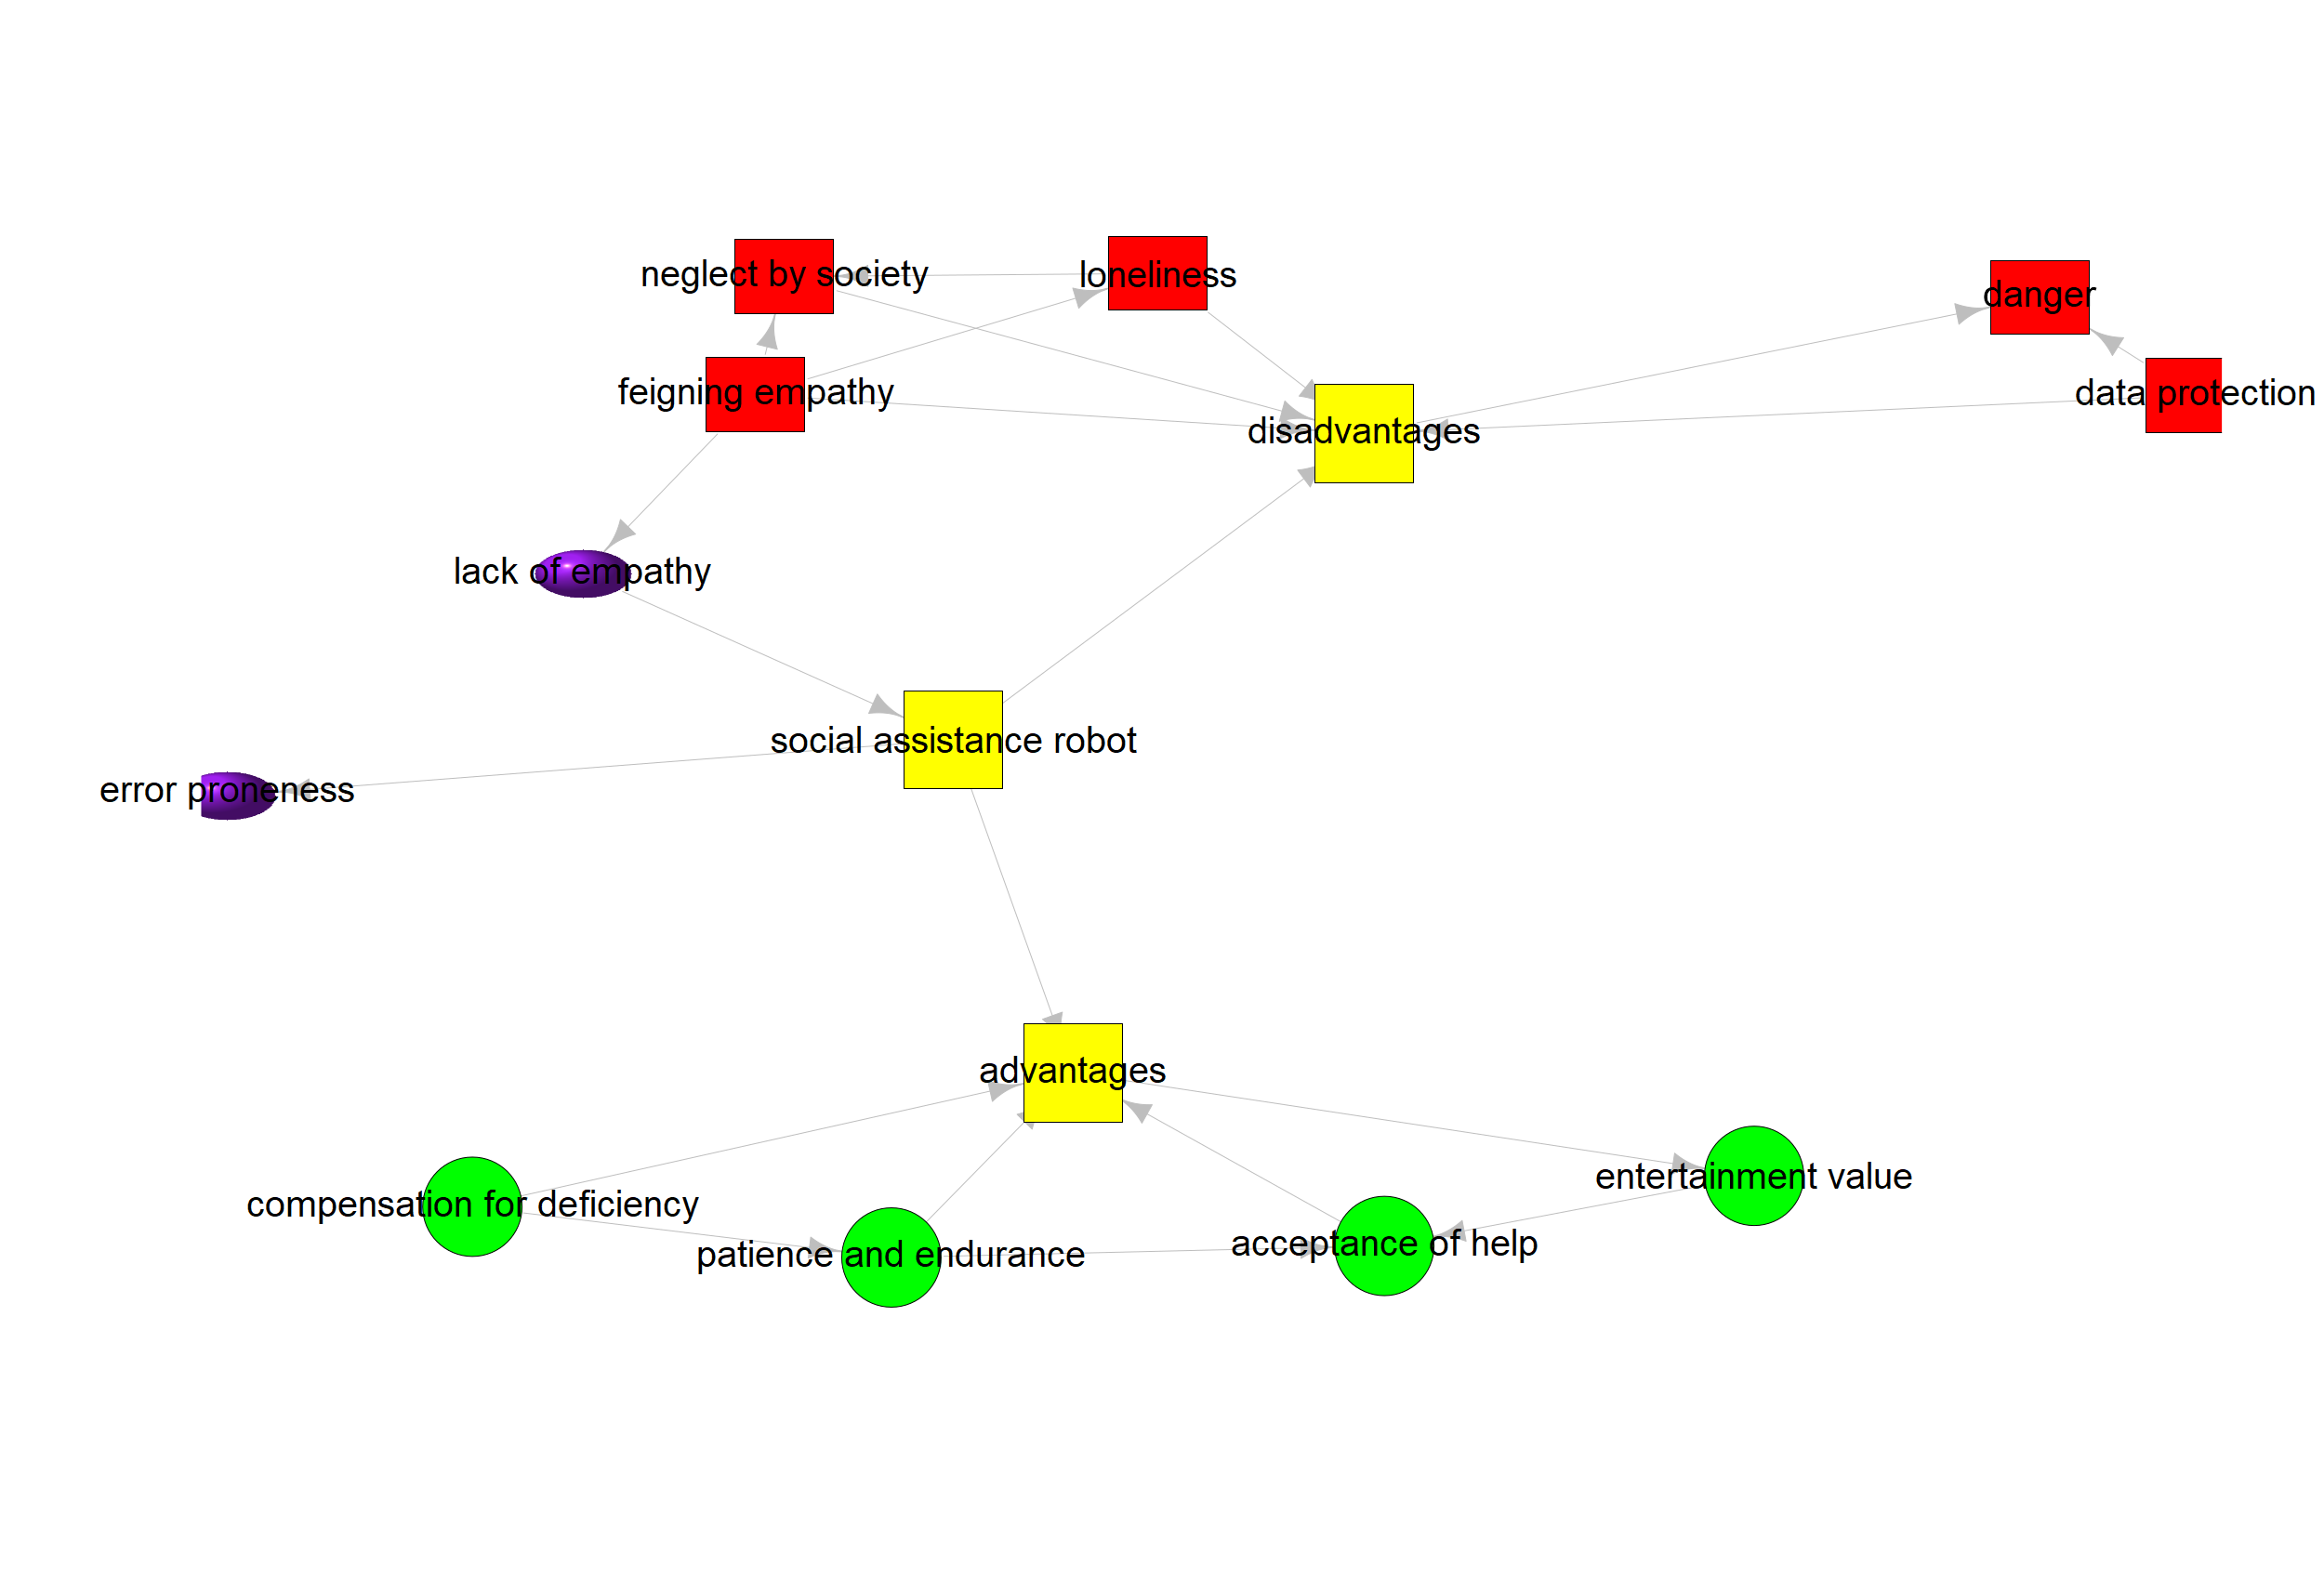 neglect by society
loneliness
danger
feigning empathy
data protection
disadvantages
lack of empathy
social assistance robot
error proneness
advantages
entertainment value
compensation for deficiency
acceptance of help
patience and endurance